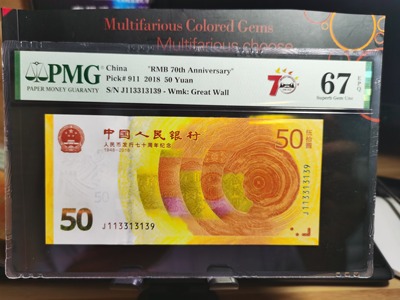 Multifarious Colored Gems
Multifarious choose
PMG
PAPER MONEY GUARANTY
China "RMB 70th Anniversary"
Pick# 911 2018 50 Yuan
S/N J113313139 - Wmk: Great Wall
70
67 EPQ
Superb Gem Unc
中国人民银行
人民币发行七十周年纪念
1948-2018
50 伍拾圆
50
J113313139
J113313139